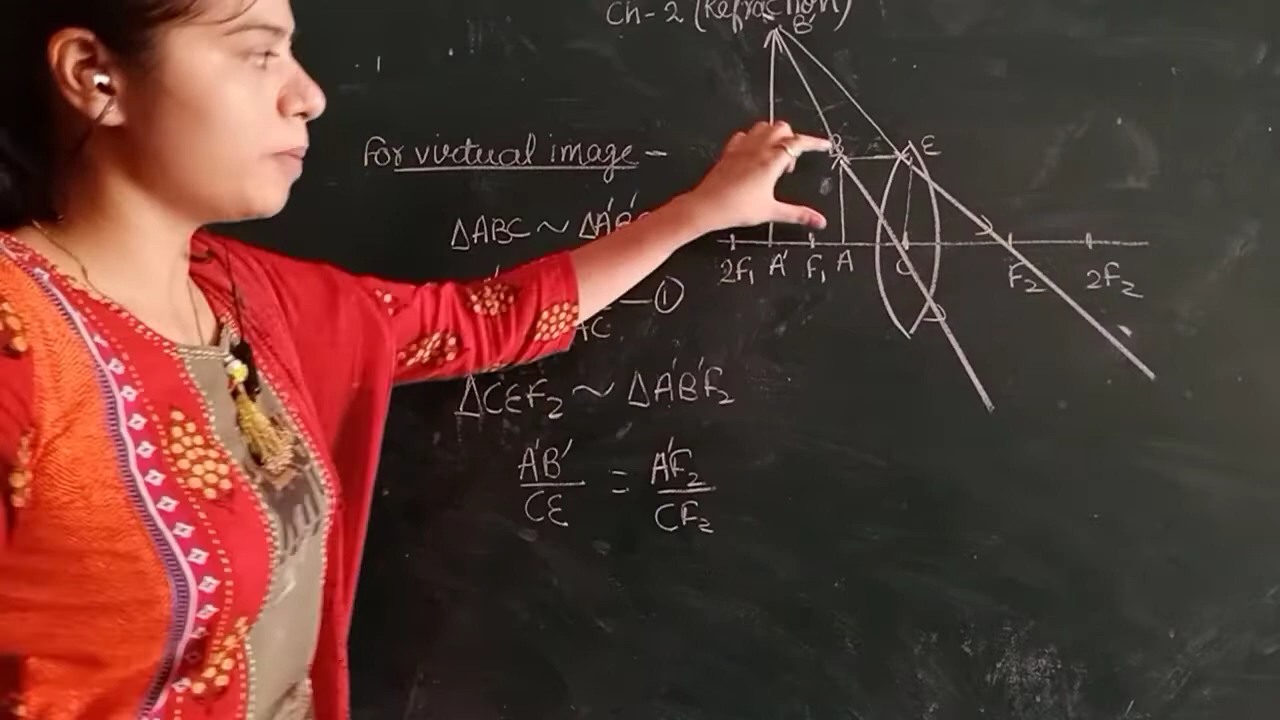 Ch-2 (Refraction)
B'
For virtual image -
B E
ΔABC ~ ΔA'B'
2F₁ A' F₁ A C F₂ 2F₂
AC - ①
ΔCEF₂ ~ ΔA'B'F₂
A'B'/CE = A'F₂/CF₂